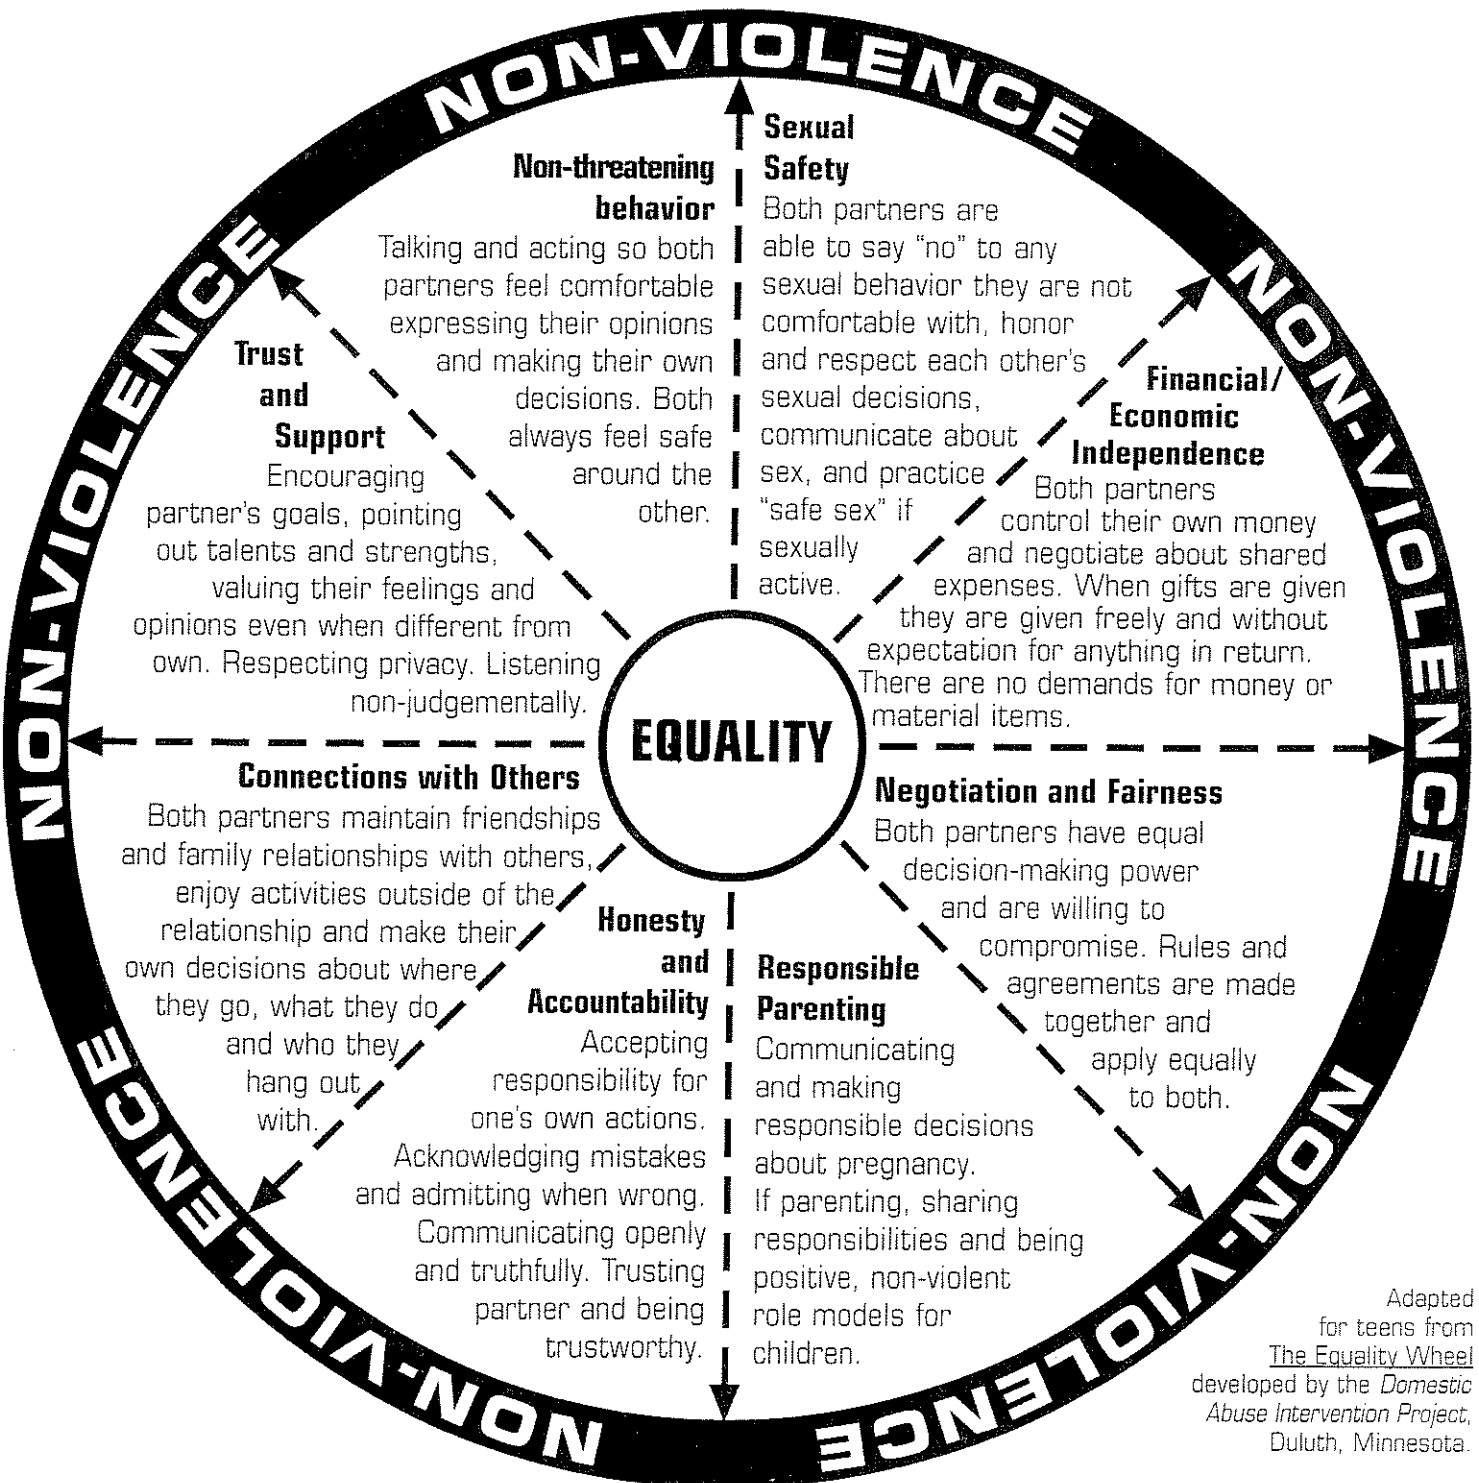 NON-VIOLENCE
NON-VIOLENCE
NON-VIOLENCE
NON-VIOLENCE
NON-VIOLENCE
Sexual
Safety
Both partners are
able to say “no” to any
sexual behavior they are not
comfortable with, honor
and respect each other's
sexual decisions,
communicate about
sex, and practice
“safe sex” if
sexually
active.
Financial/
Economic
Independence
Both partners
control their own money
and negotiate about shared
expenses. When gifts are given
they are given freely and without
expectation for anything in return.
There are no demands for money or
material items.
Negotiation and Fairness
Both partners have equal
decision-making power
and are willing to
compromise. Rules and
agreements are made
together and
apply equally
to both.
Responsible
Parenting
Communicating
and making
responsible decisions
about pregnancy.
If parenting, sharing
responsibilities and being
positive, non-violent
role models for
children.
Honesty
and
Accountability
Accepting
responsibility for
one's own actions.
Acknowledging mistakes
and admitting when wrong.
Communicating openly
and truthfully. Trusting
partner and being
trustworthy.
Connections with Others
Both partners maintain friendships
and family relationships with others,
enjoy activities outside of the
relationship and make their
own decisions about where
they go, what they do
and who they
hang out
with.
Trust
and
Support
Encouraging
partner's goals, pointing
out talents and strengths,
valuing their feelings and
opinions even when different from
own. Respecting privacy. Listening
non-judgementally.
Non-threatening
behavior
Talking and acting so both
partners feel comfortable
expressing their opinions
and making their own
decisions. Both
always feel safe
around the
other.
EQUALITY
Adapted
for teens from
The Equality Wheel
developed by the Domestic
Abuse Intervention Project,
Duluth, Minnesota.